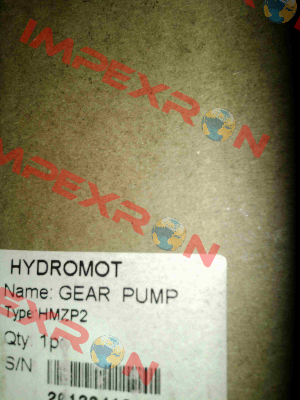 IMPEXRON
IMPEXRON
HYDROMOT
Name: GEAR PUMP
Type:HMZP2
Qty. 1p
S/N